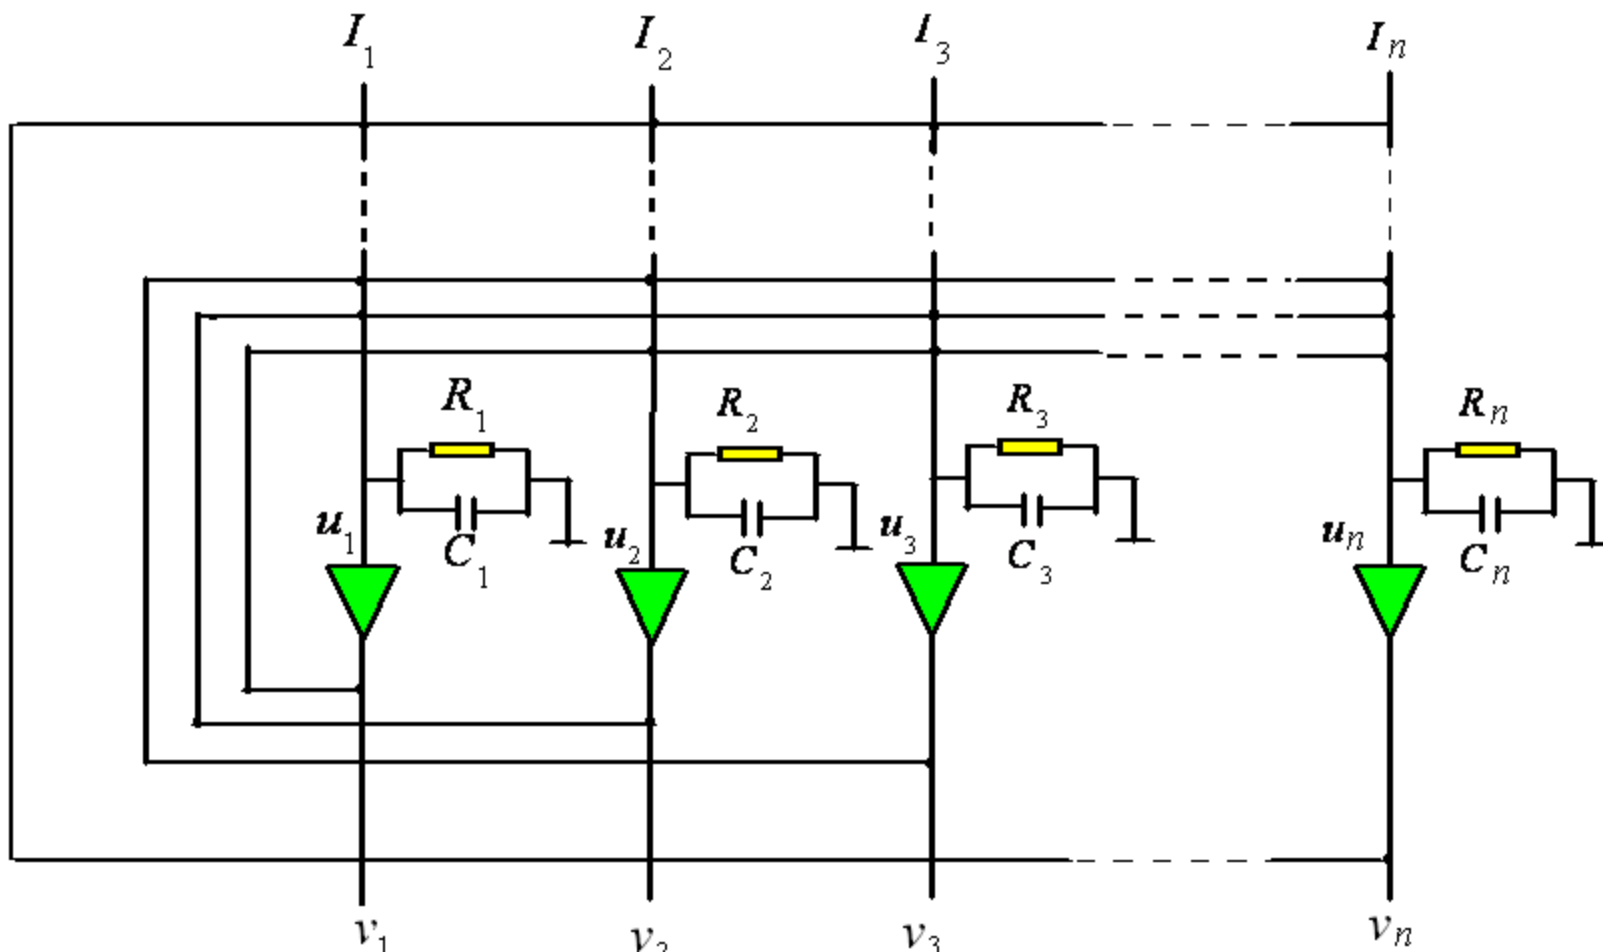 I1 I2 I3 In
R1 R2 R3 Rn
u1 u2 u3 un
C1 C2 C3 Cn
v1 v2 v3 vn